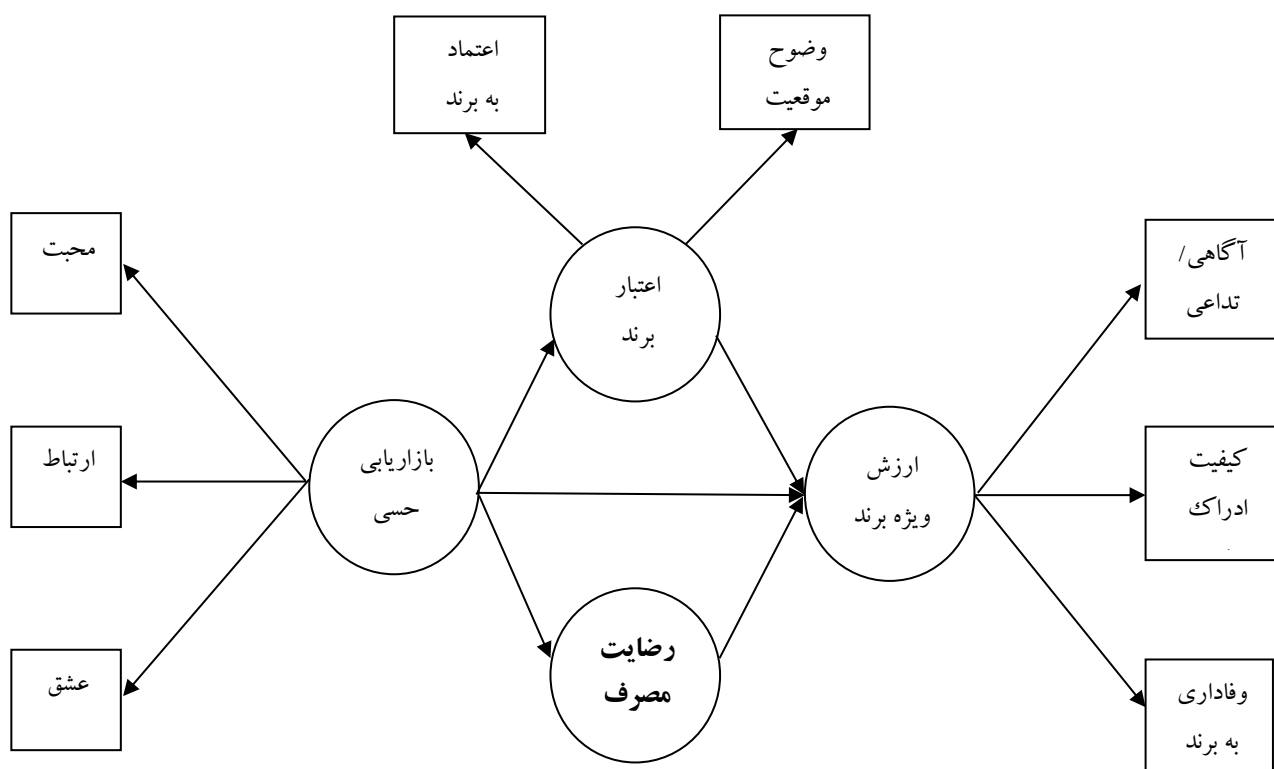 اعتماد
به برند
وضوح
موقعیت
محبت
آگاهی/
تداعی
اعتبار
برند
ارتباط
بازاریابی
حسی
ارزش
ویژه برند
کیفیت
ادراک
رضایت
مصرف
عشق
وفاداری
به برند